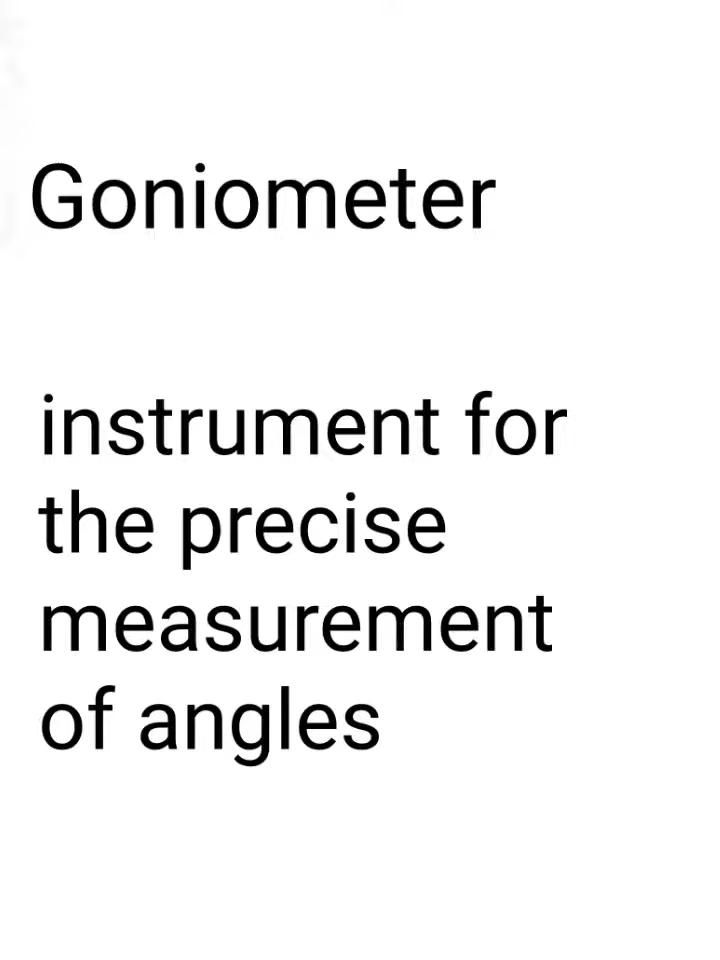 Goniometer
instrument for
the precise
measurement
of angles